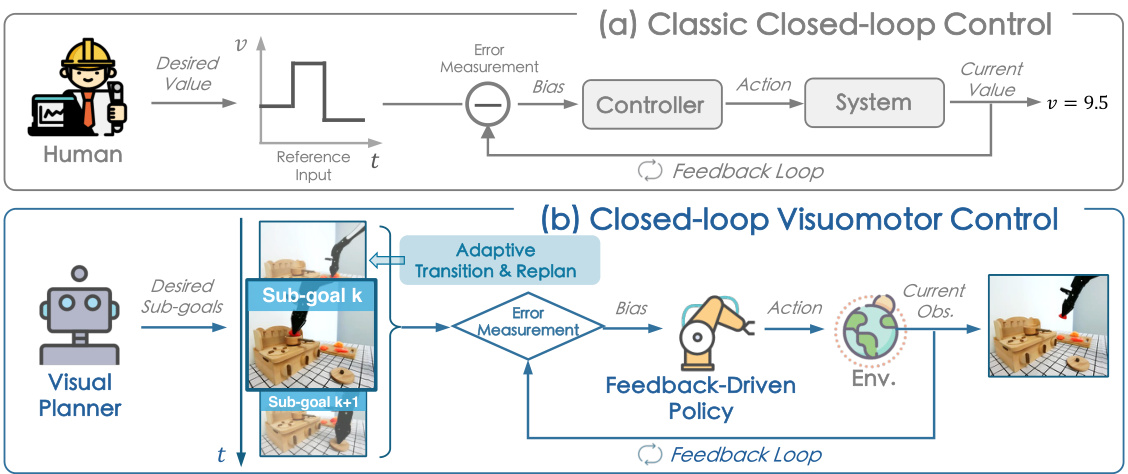 (a) Classic Closed-loop Control
Human
Desired
Value
v
t
Reference
Input
Error
Measurement
Bias
Controller
Action
System
Current
Value
v = 9.5
Feedback Loop
(b) Closed-loop Visuomotor Control
Visual
Planner
Desired
Sub-goals
t
Sub-goal k
Sub-goal k+1
Adaptive
Transition & Replan
Error
Measurement
Bias
Feedback-Driven
Policy
Action
Env.
Current
Obs.
Feedback Loop